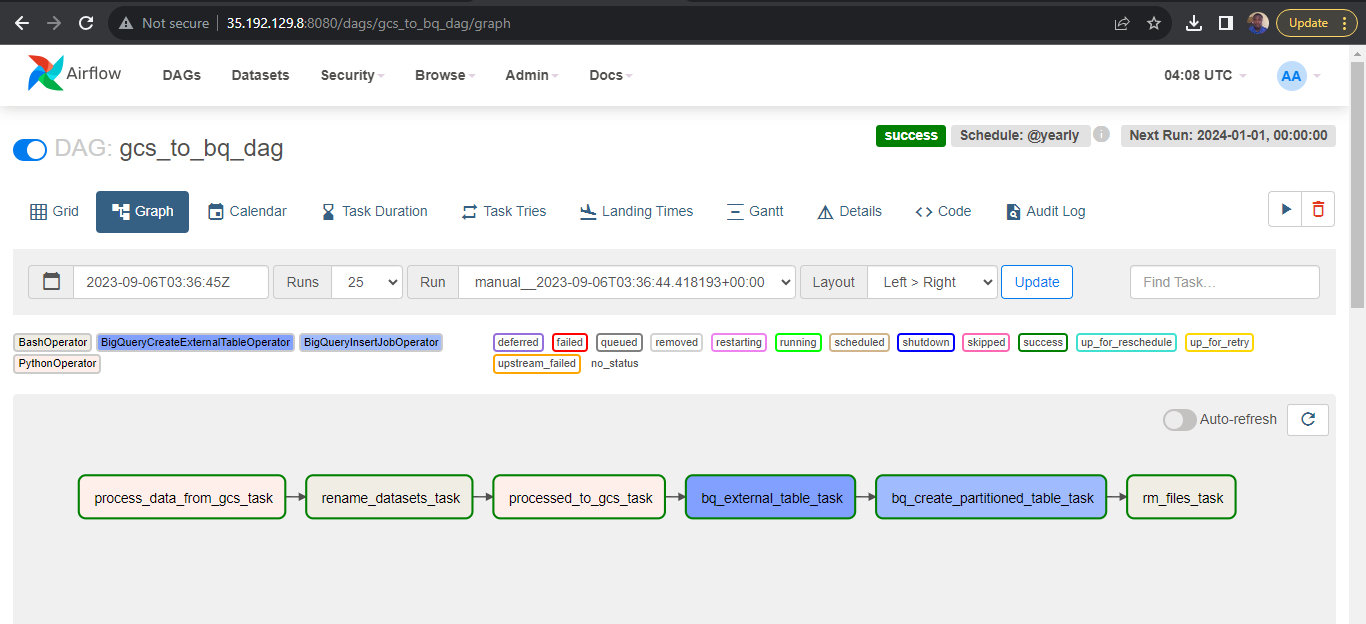 Not secure | 35.192.129.8:8080/dags/gcs_to_bq_dag/graph Update
Airflow DAGs Datasets Security Browse Admin Docs 04:08 UTC AA
DAG: gcs_to_bq_dag success Schedule: @yearly i Next Run: 2024-01-01, 00:00:00
Grid Graph Calendar Task Duration Task Tries Landing Times Gantt Details Code Audit Log
2023-09-06T03:36:45Z Runs 25 Run manual__2023-09-06T03:36:44.418193+00:00 Layout Left > Right Update Find Task...
BashOperator BigQueryCreateExternalTableOperator BigQueryInsertJobOperator deferred failed queued removed restarting running scheduled shutdown skipped success up_for_reschedule up_for_retry
PythonOperator upstream_failed no_status
Auto-refresh
process_data_from_gcs_task rename_datasets_task processed_to_gcs_task bq_external_table_task bq_create_partitioned_table_task rm_files_task